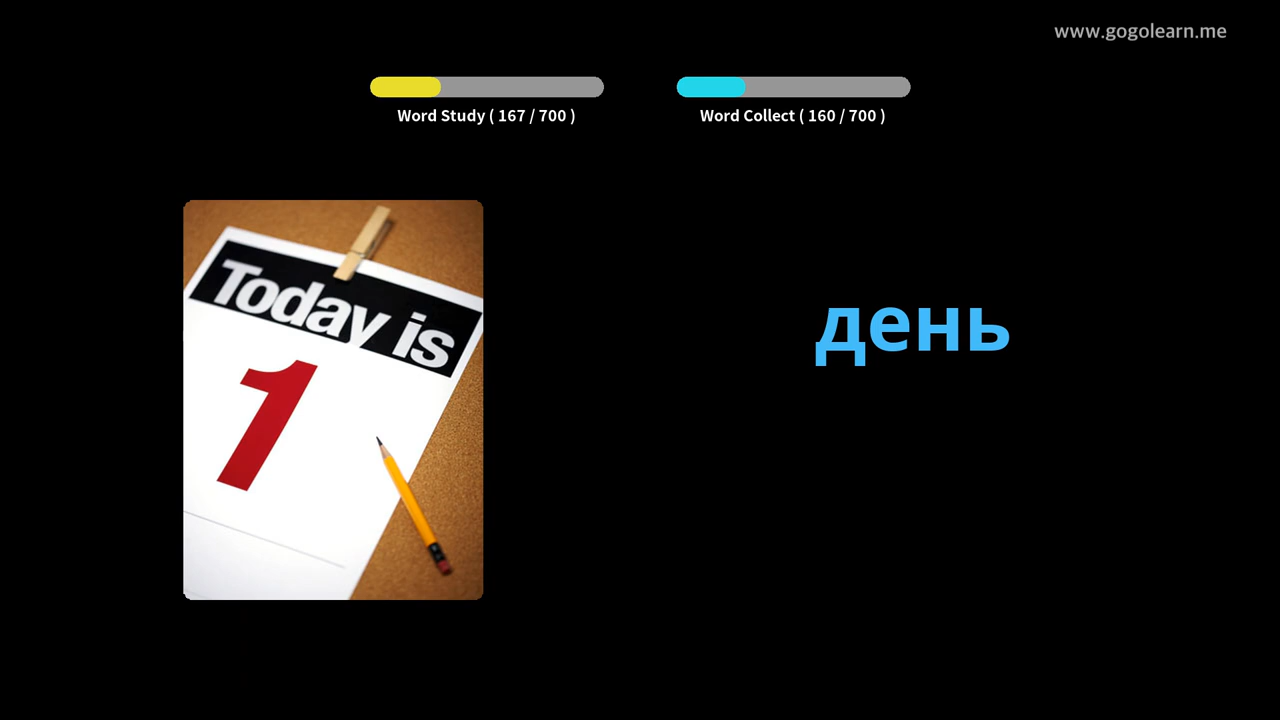 www.gogolearn.me
Word Study ( 167 / 700 )
Word Collect ( 160 / 700 )
Today is
1
день